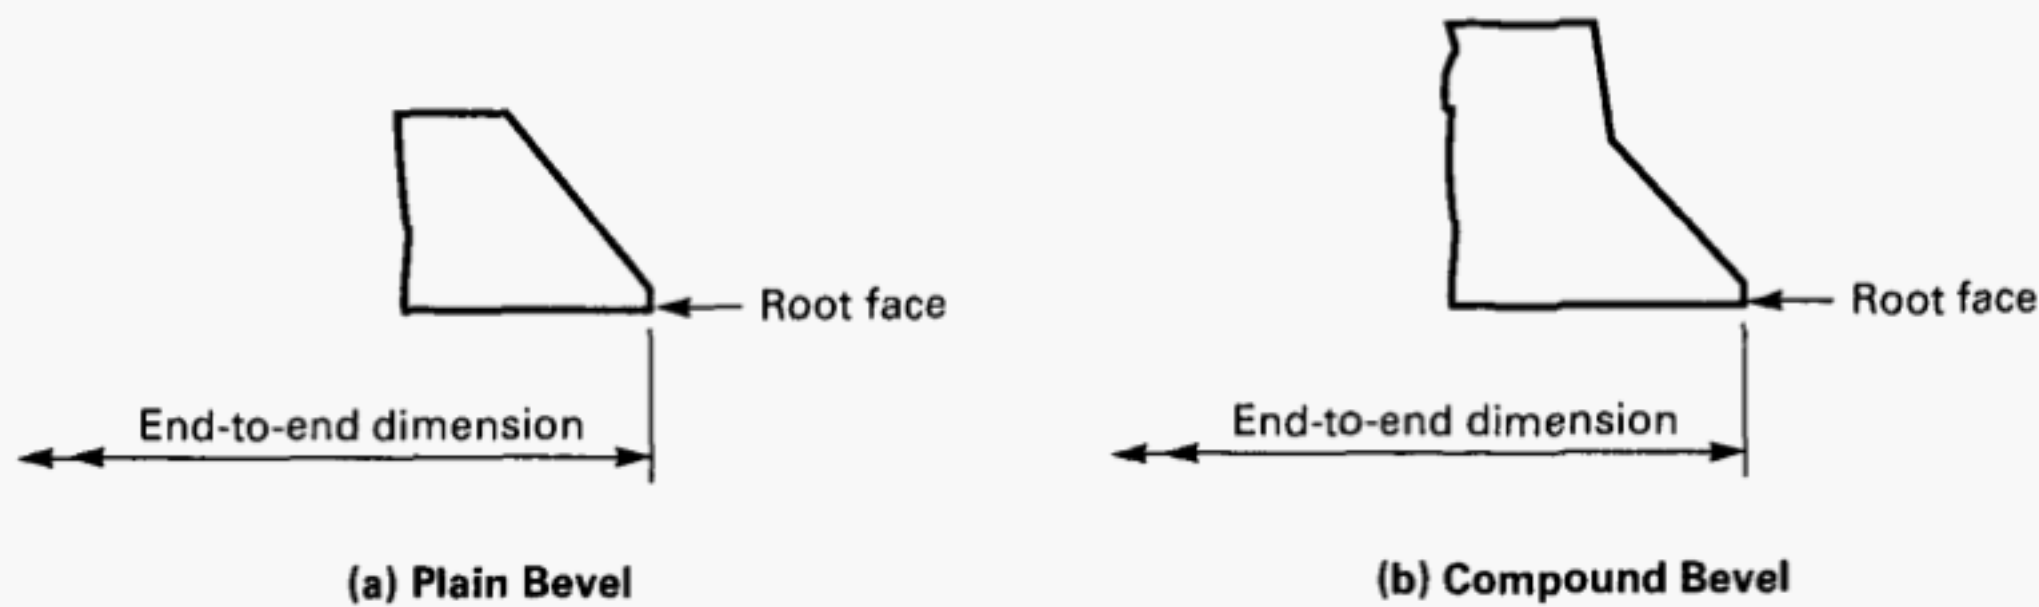 Root face
End-to-end dimension
(a) Plain Bevel
Root face
End-to-end dimension
(b) Compound Bevel